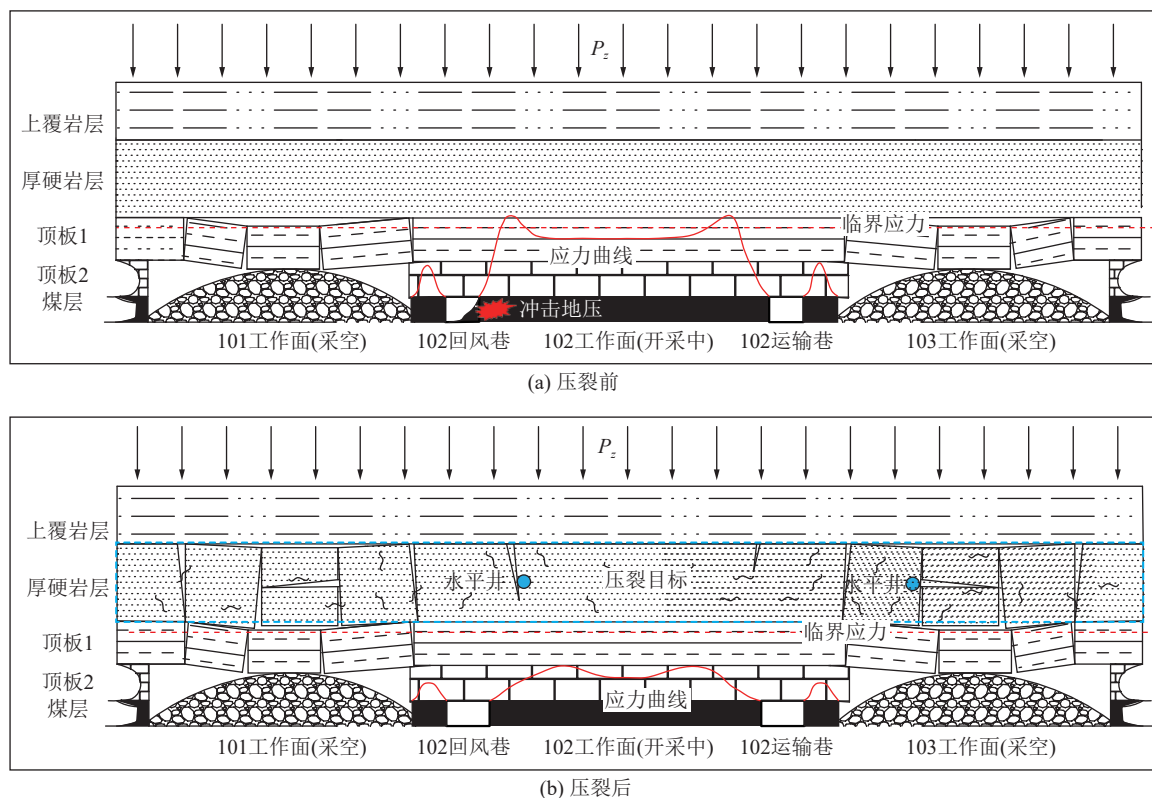 P_z
上覆岩层
厚硬岩层
顶板1
临界应力
应力曲线
顶板2
煤层
冲击地压
101工作面(采空)
102回风巷
102工作面(开采中)
102运输巷
103工作面(采空)
(a) 压裂前
P_z
上覆岩层
厚硬岩层
水平井
压裂目标
水平井
临界应力
顶板1
顶板2
应力曲线
煤层
101工作面(采空)
102回风巷
102工作面(开采中)
102运输巷
103工作面(采空)
(b) 压裂后